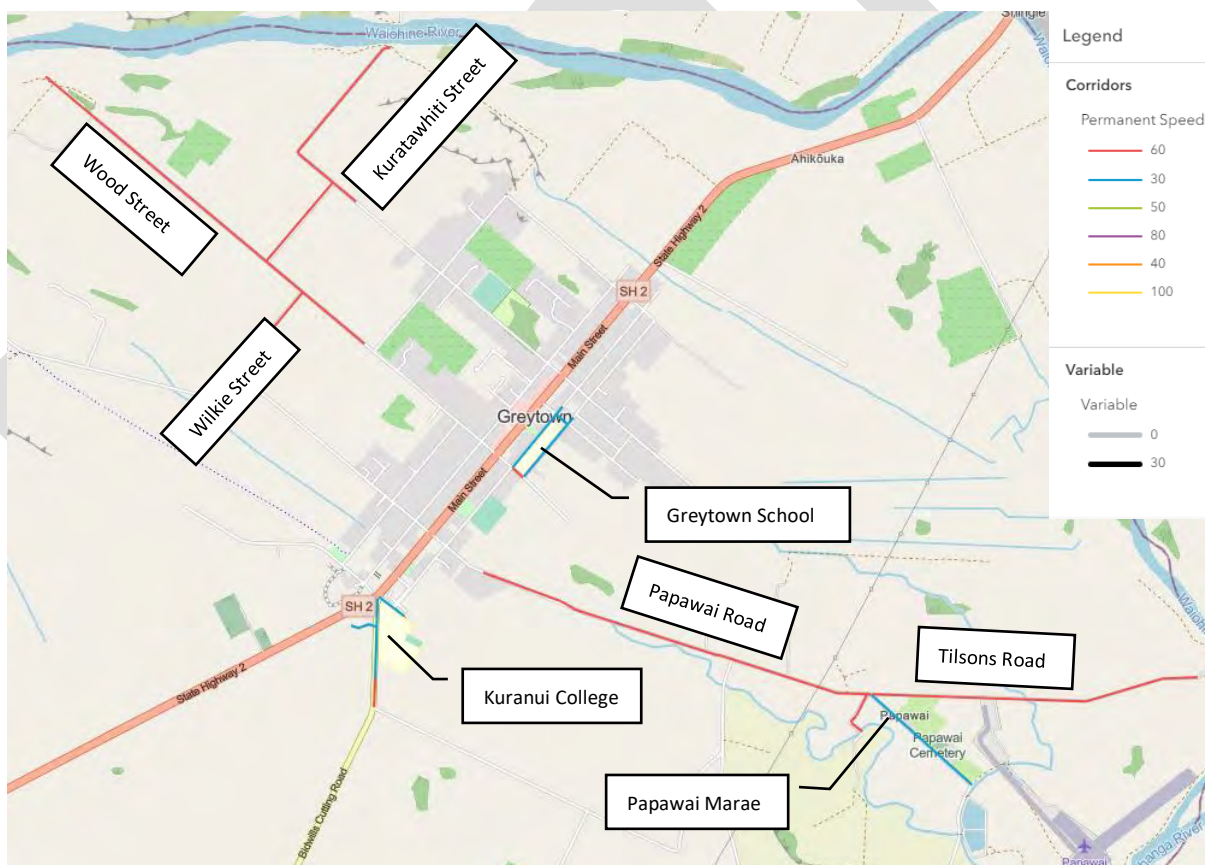 Shingle
Waiohine River
Legend
Corridors
Permanent Speed
60
30
50
80
40
100
Variable
Variable
0
30
Kuratawhiti Street
Wood Street
Ahikōuka
State Highway 2
SH 2
Main Street
Wilkie Street
Greytown
Main Street
Greytown School
Papawai Road
Tilsons Road
SH 2
State Highway 2
Kuranui College
Papawai
Papawai
Cemetery
Papawai Marae
Bidwills Cutting Road
Papawai